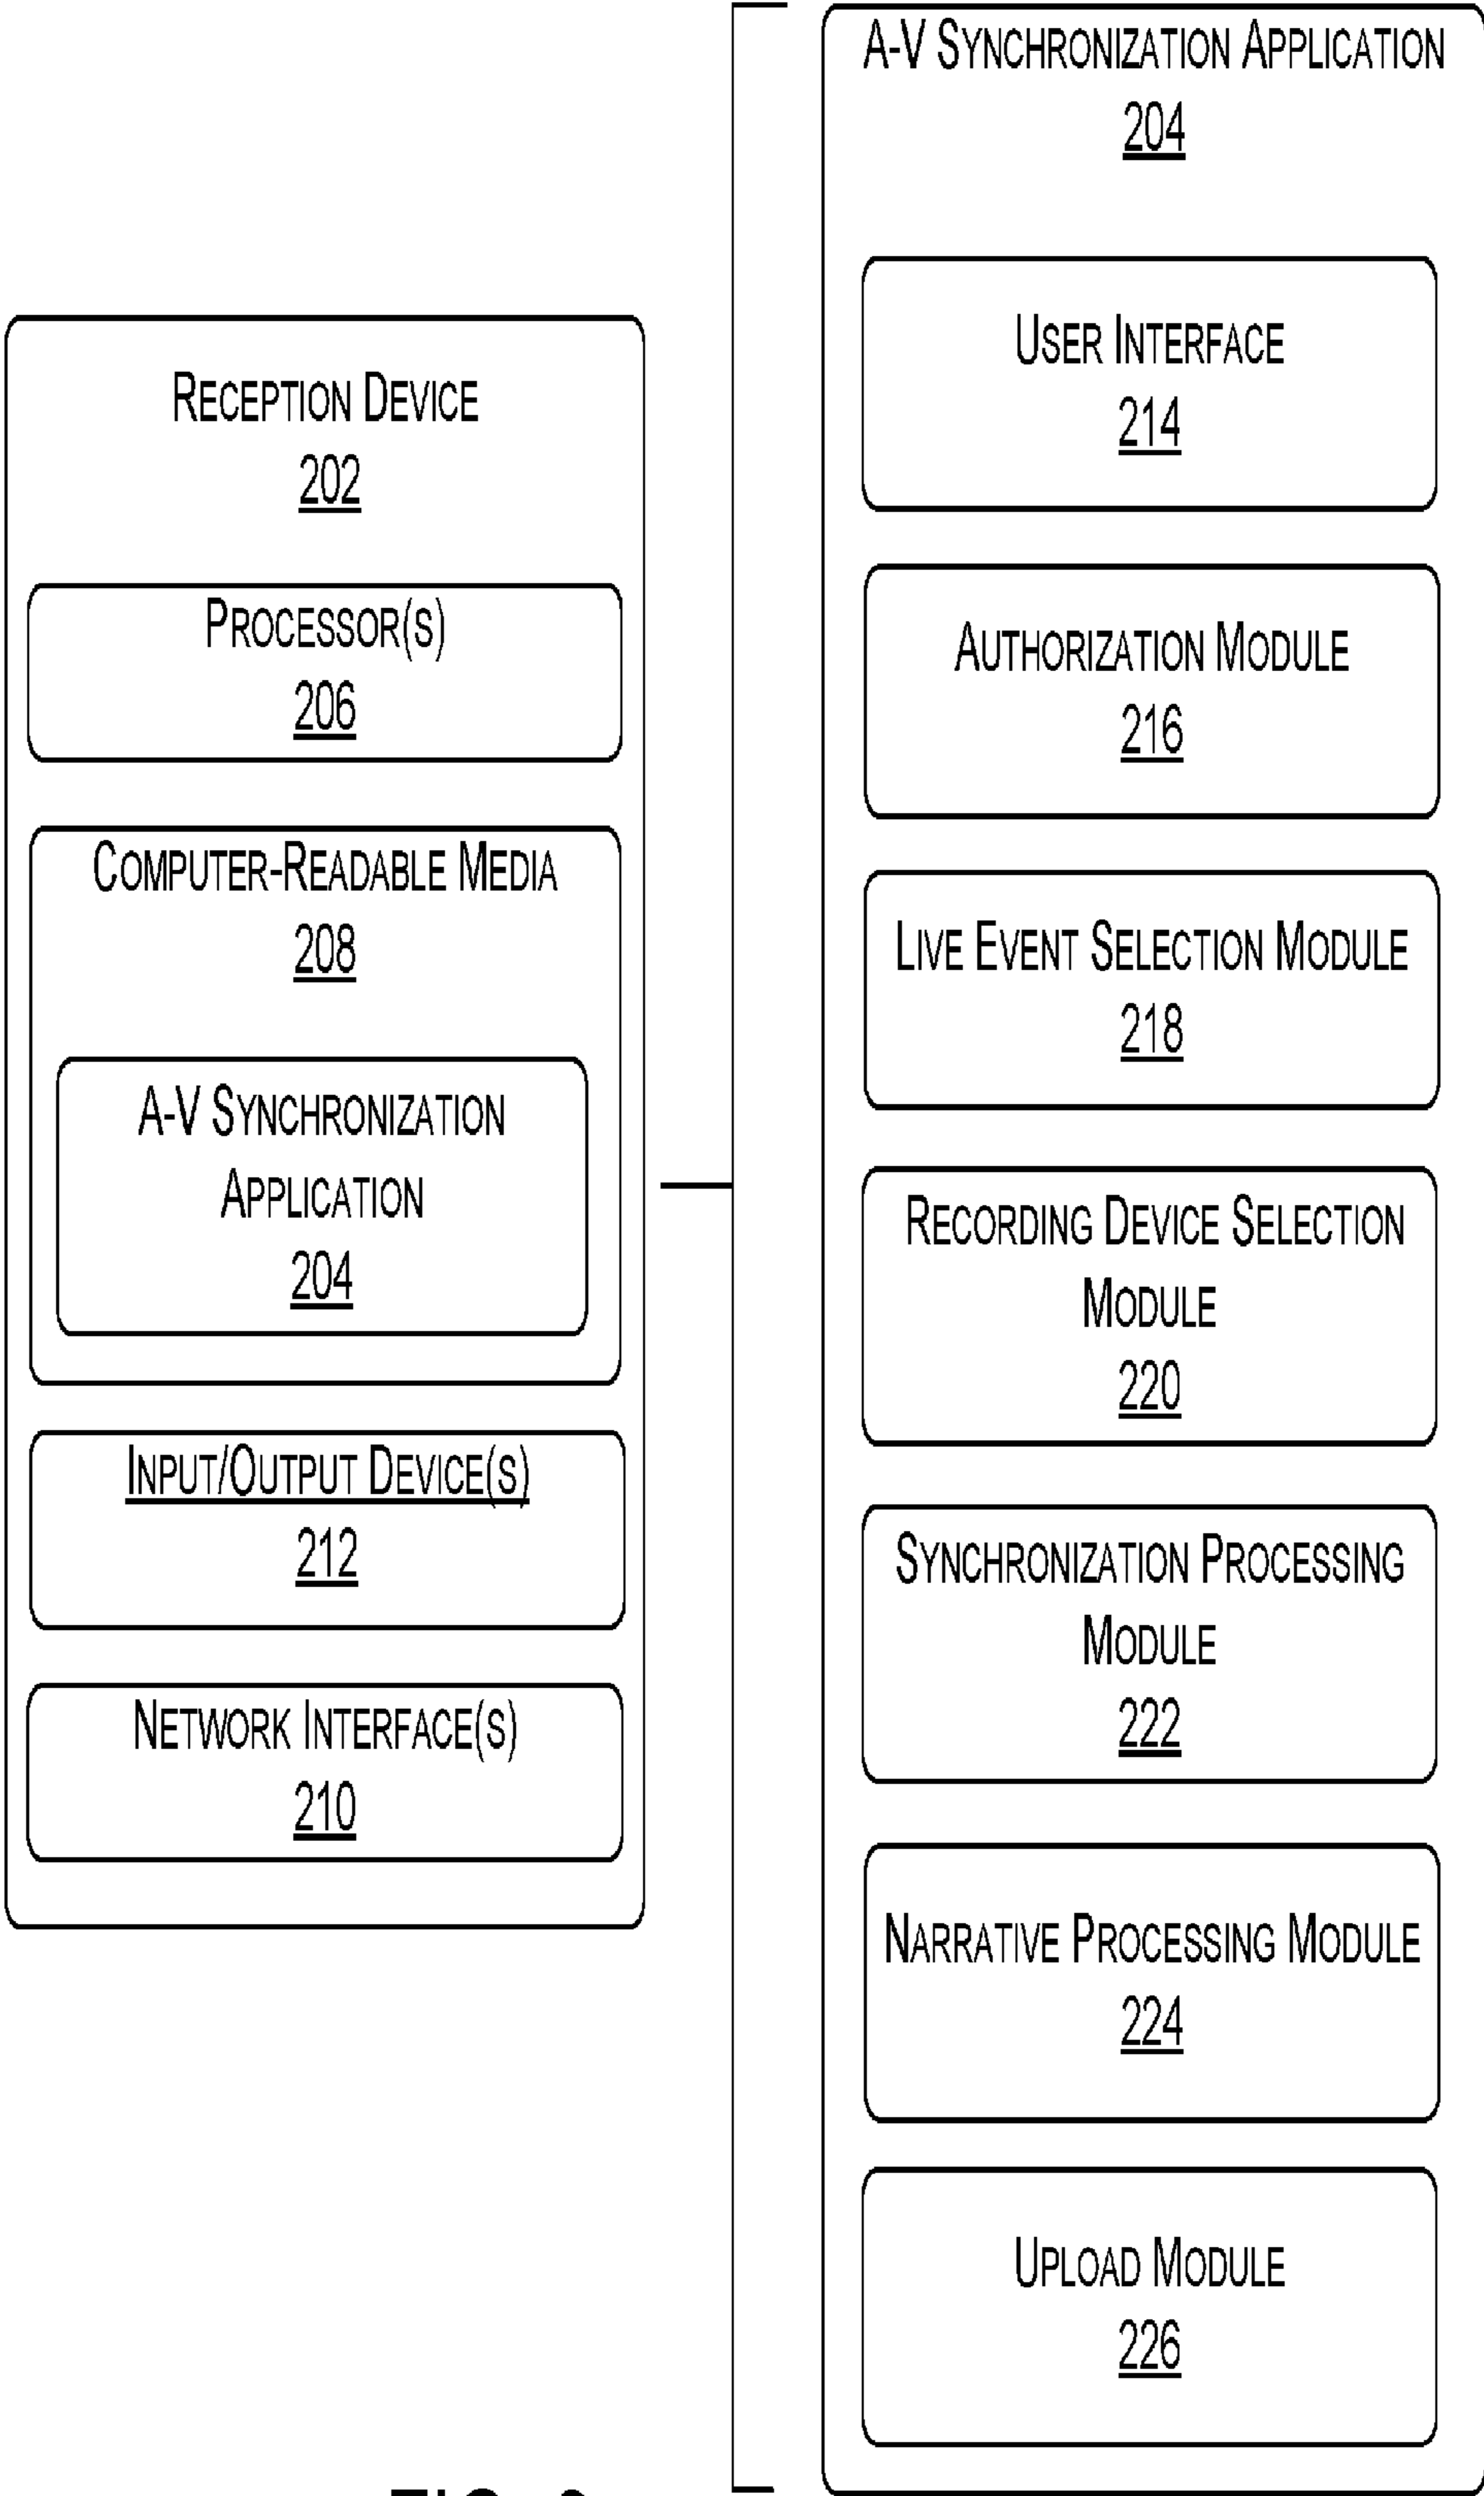 RECEPTION DEVICE
202
PROCESSOR(S)
206
COMPUTER-READABLE MEDIA
208
A-V SYNCHRONIZATION
APPLICATION
204
INPUT/OUTPUT DEVICE(S)
212
NETWORK INTERFACE(S)
210
A-V SYNCHRONIZATION APPLICATION
204
USER INTERFACE
214
AUTHORIZATION MODULE
216
LIVE EVENT SELECTION MODULE
218
RECORDING DEVICE SELECTION
MODULE
220
SYNCHRONIZATION PROCESSING
MODULE
222
NARRATIVE PROCESSING MODULE
224
UPLOAD MODULE
226